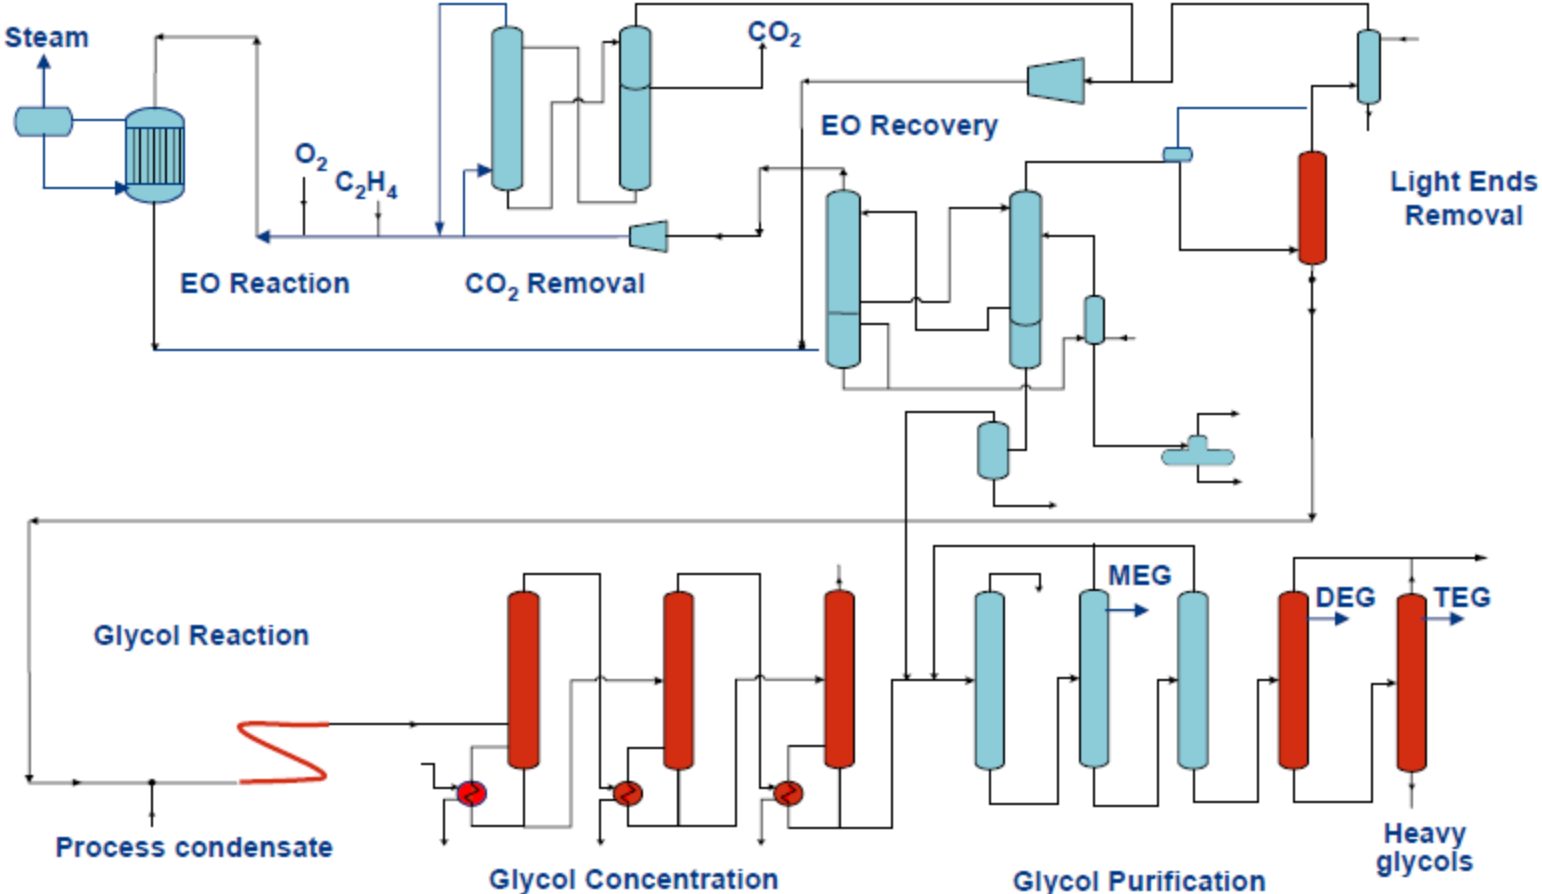 Steam
CO2
EO Recovery
O2
C2H4
Light Ends
Removal
EO Reaction
CO2 Removal
MEG
DEG
TEG
Glycol Reaction
Process condensate
Heavy
glycols
Glycol Concentration
Glycol Purification